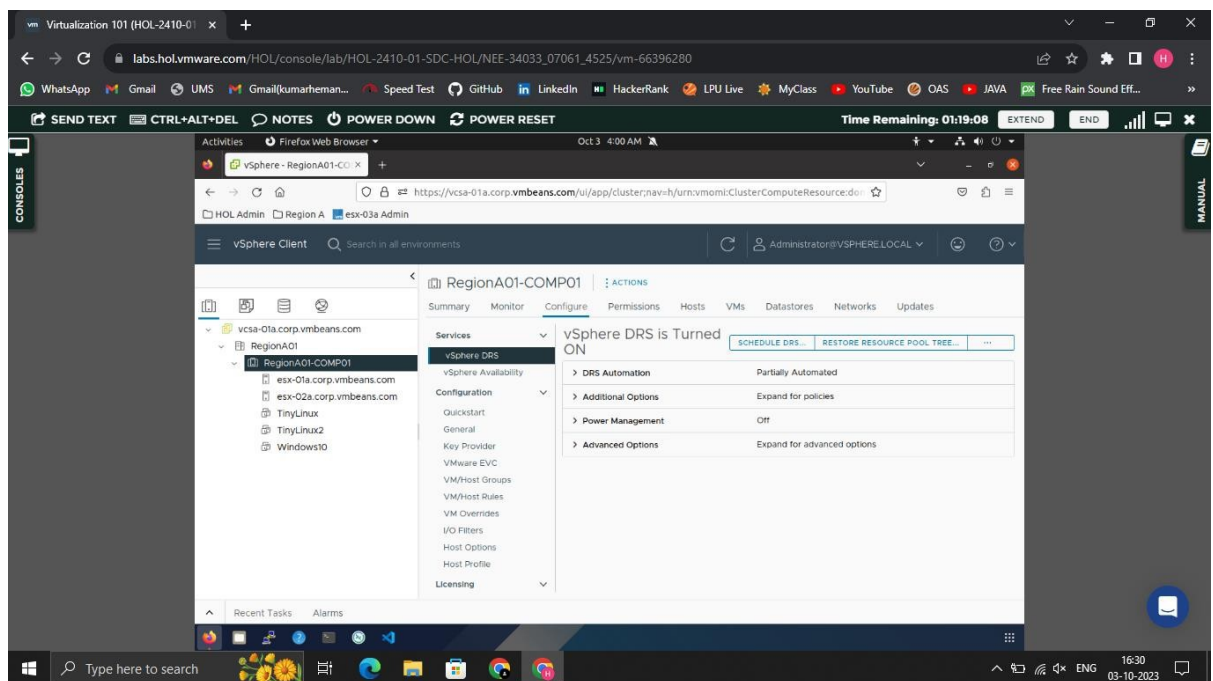 vm Virtualization 101 (HOL-2410-01
labs.hol.vmware.com/HOL/console/lab/HOL-2410-01-SDC-HOL/NEE-34033_07061_4525/vm-66396280
H
WhatsApp Gmail UMS Gmail(kumarheman... Speed Test GitHub LinkedIn HackerRank LPU Live MyClass YouTube OAS JAVA px Free Rain Sound Eff... »
SEND TEXT CTRL+ALT+DEL NOTES POWER DOWN POWER RESET Time Remaining: 01:19:08 EXTEND END
CONSOLES
MANUAL
Activities Firefox Web Browser Oct 3 4:00 AM
vSphere - RegionA01-CO
https://vcsa-01a.corp.vmbeans.com/ui/app/cluster;nav=h/urn:vmomi:ClusterComputeResource:do
HOL Admin Region A esx-03a Admin
vSphere Client Search in all environments Administrator@VSPHERE.LOCAL
RegionA01-COMP01 ACTIONS
Summary Monitor Configure Permissions Hosts VMs Datastores Networks Updates
vcsa-01a.corp.vmbeans.com
RegionA01
RegionA01-COMP01
esx-01a.corp.vmbeans.com
esx-02a.corp.vmbeans.com
TinyLinux
TinyLinux2
Windows10
Services
vSphere DRS
vSphere Availability
Configuration
Quickstart
General
Key Provider
VMware EVC
VM/Host Groups
VM/Host Rules
VM Overrides
I/O Filters
Host Options
Host Profile
Licensing
vSphere DRS is Turned
ON
SCHEDULE DRS... RESTORE RESOURCE POOL TREE... ...
DRS Automation Partially Automated
Additional Options Expand for policies
Power Management Off
Advanced Options Expand for advanced options
Recent Tasks Alarms
Type here to search
ENG
16:30
03-10-2023